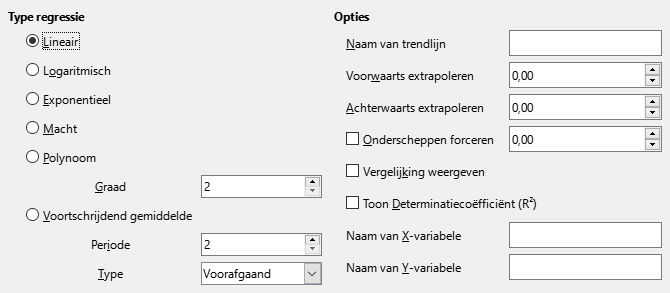 Type regressie
Lineair
Logaritmisch
Exponentieel
Macht
Polynoom
Graad 2
Voortschrijdend gemiddelde
Periode 2
Type Voorafgaand
Opties
Naam van trendlijn
Voorwaarts extrapoleren 0,00
Achterwaarts extrapoleren 0,00
Onderscheppen forceren 0,00
Vergelijking weergeven
Toon Determinatiecoëfficiënt (R²)
Naam van X-variabele
Naam van Y-variabele